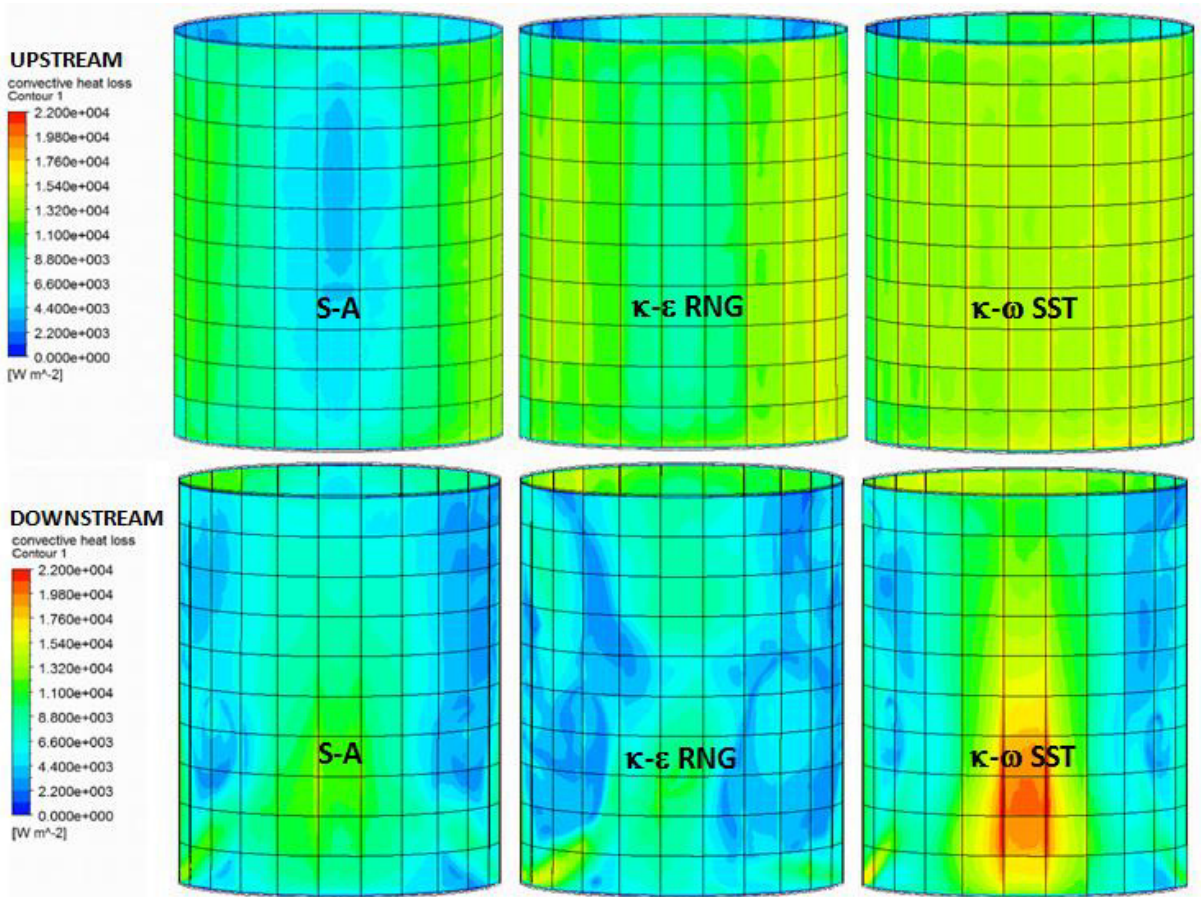 UPSTREAM
convective heat loss
Contour 1
2.200e+004
1.980e+004
1.760e+004
1.540e+004
1.320e+004
1.100e+004
8.800e+003
6.600e+003
4.400e+003
2.200e+003
0.000e+000
[W m^-2]
S-A
κ-ε RNG
κ-ω SST
DOWNSTREAM
convective heat loss
Contour 1
2.200e+004
1.980e+004
1.760e+004
1.540e+004
1.320e+004
1.100e+004
8.800e+003
6.600e+003
4.400e+003
2.200e+003
0.000e+000
[W m^-2]
S-A
κ-ε RNG
κ-ω SST